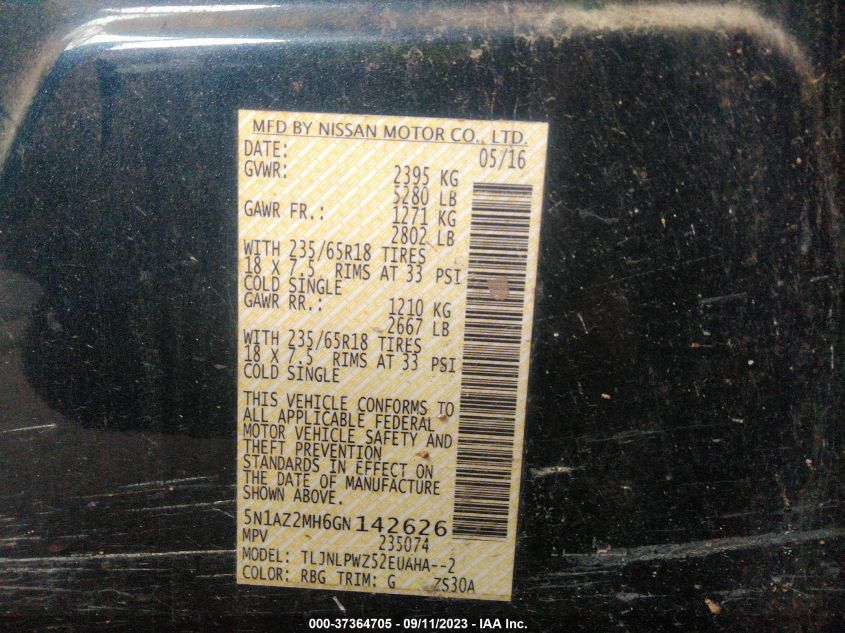 MFD BY NISSAN MOTOR CO., LTD.
DATE: 05/16
GVWR: 2395 KG
5280 LB
GAWR FR.: 1271 KG
2802 LB
WITH 235/65R18 TIRES
18 X 7.5 RIMS AT 33 PSI
COLD SINGLE
GAWR RR.: 1210 KG
2667 LB
WITH 235/65R18 TIRES
18 X 7.5 RIMS AT 33 PSI
COLD SINGLE
THIS VEHICLE CONFORMS TO
ALL APPLICABLE FEDERAL
MOTOR VEHICLE SAFETY AND
THEFT PREVENTION
STANDARDS IN EFFECT ON
THE DATE OF MANUFACTURE
SHOWN ABOVE.
5N1AZ2MH6GN142626
MPV 235074
MODEL: TLJNLPWZ52EUAHA--2
COLOR: RBG TRIM: G ZS30A
000-37364705 - 09/11/2023 - IAA Inc.